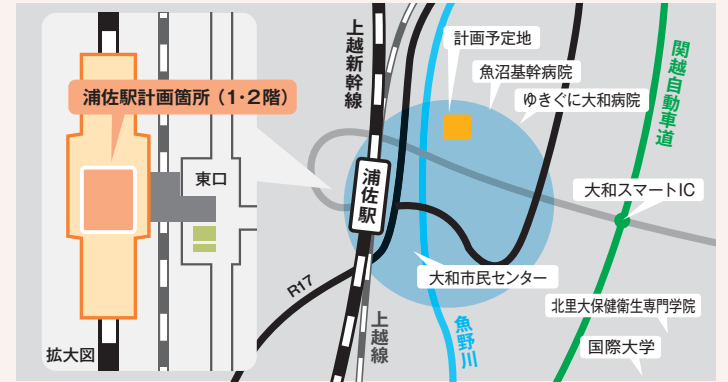 浦佐駅計画箇所（1・2階）
東口
拡大図
上越新幹線
計画予定地
魚沼基幹病院
ゆきぐに大和病院
関越自動車道
浦佐駅
大和スマートIC
大和市民センター
R17
北里大保健衛生専門学院
上越線
魚野川
国際大学